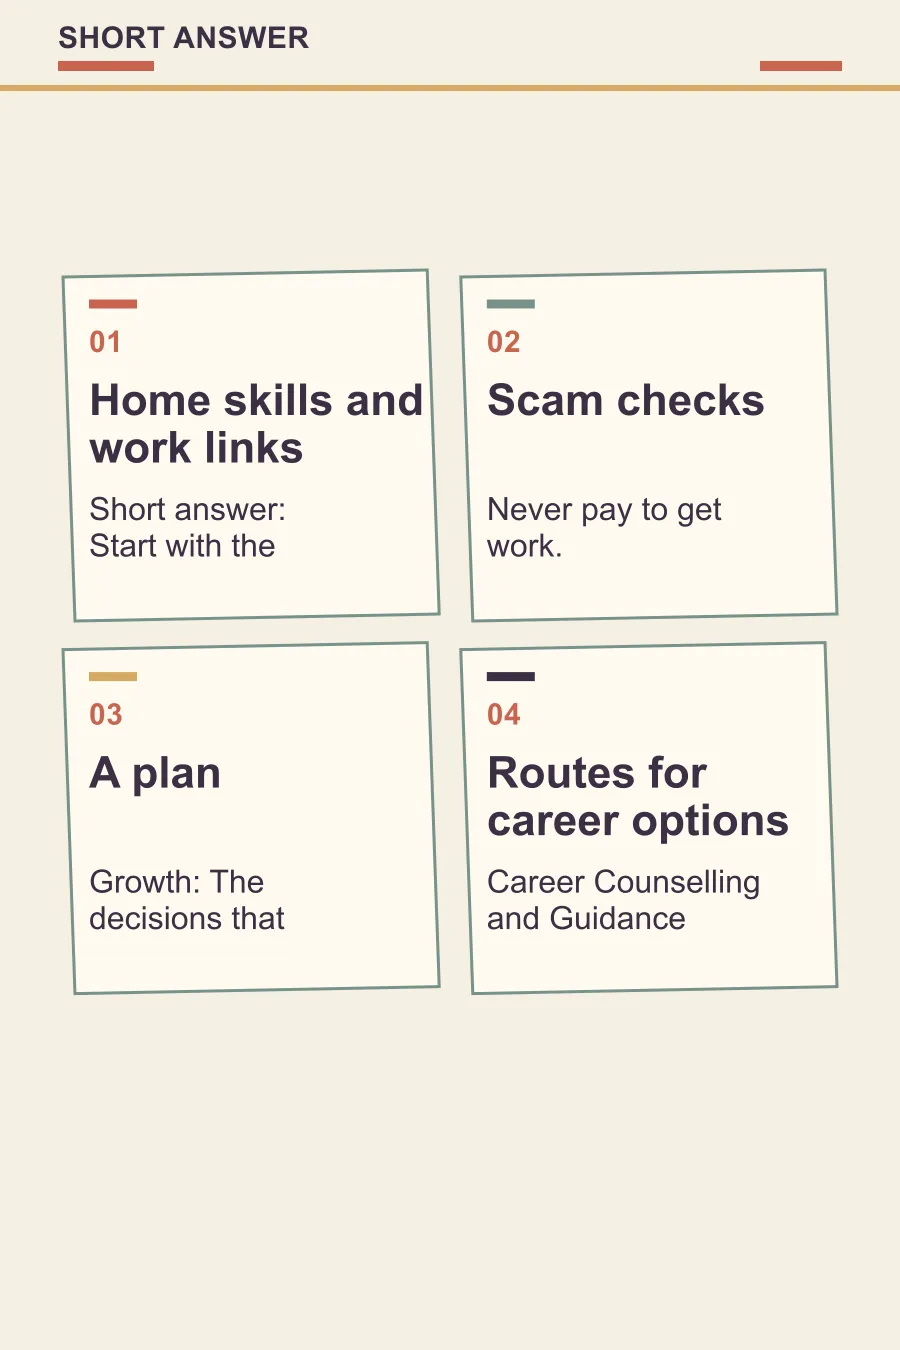 SHORT ANSWER
01
Home skills and
work links
Short answer:
Start with the
02
Scam checks
Never pay to get
work.
03
A plan
Growth: The
decisions that
04
Routes for
career options
Career Counselling
and Guidance